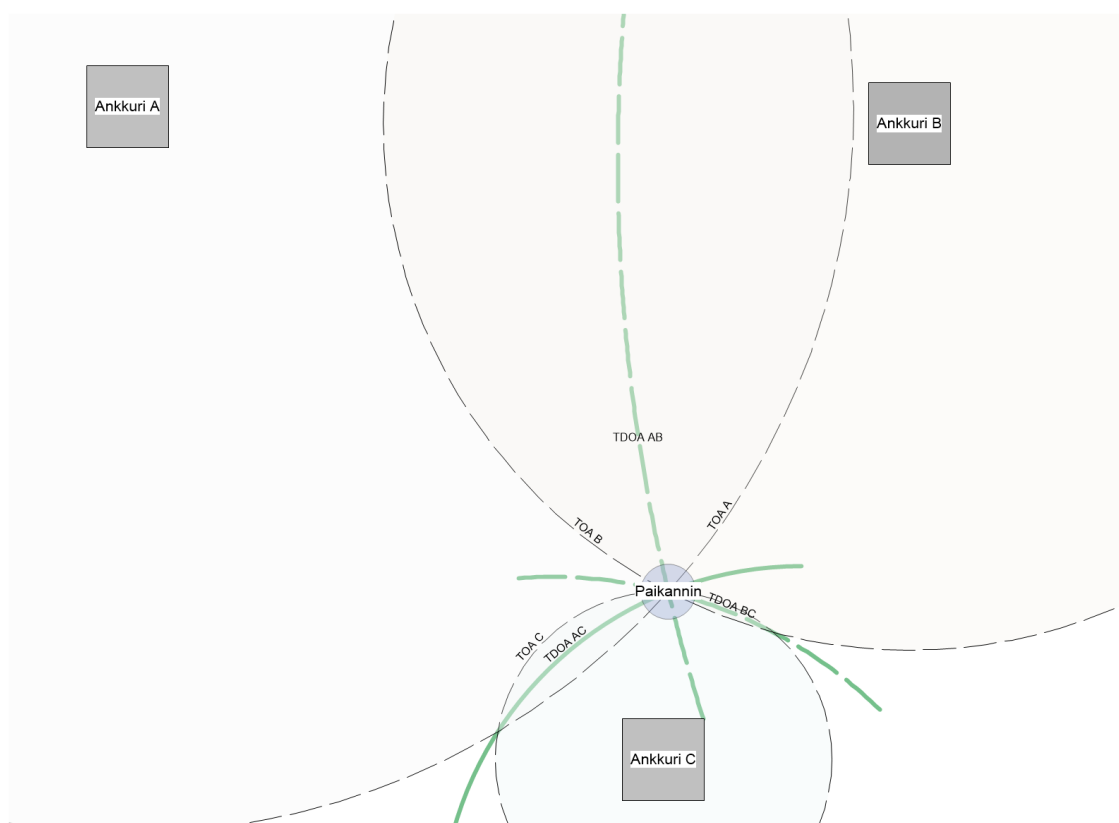 Ankkuri A
Ankkuri B
TDOA AB
TOA B
TOA A
Paikannin
TDOA BC
TOA C
TDOA AC
Ankkuri C